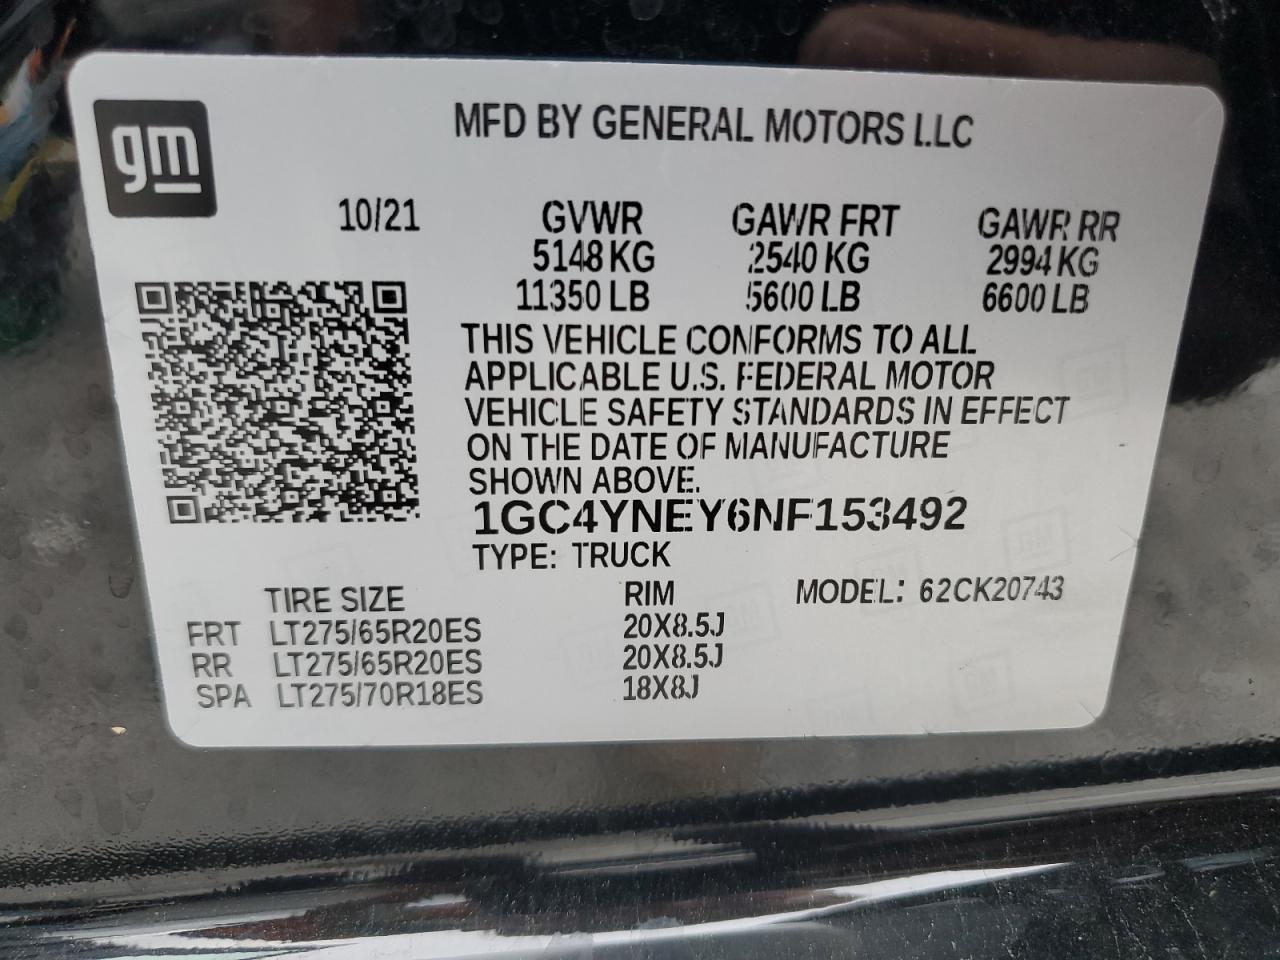 gm
MFD BY GENERAL MOTORS LLC
10/21 GVWR GAWR FRT GAWR RR
5148 KG 2540 KG 2994 KG
11350 LB 5600 LB 6600 LB
THIS VEHICLE CONFORMS TO ALL
APPLICABLE U.S. FEDERAL MOTOR
VEHICLE SAFETY STANDARDS IN EFFECT
ON THE DATE OF MANUFACTURE
SHOWN ABOVE.
1GC4YNEY6NF153492
TYPE: TRUCK
TIRE SIZE RIM MODEL: 62CK20743
FRT LT275/65R20ES 20X8.5J
RR LT275/65R20ES 20X8.5J
SPA LT275/70R18ES 18X8J